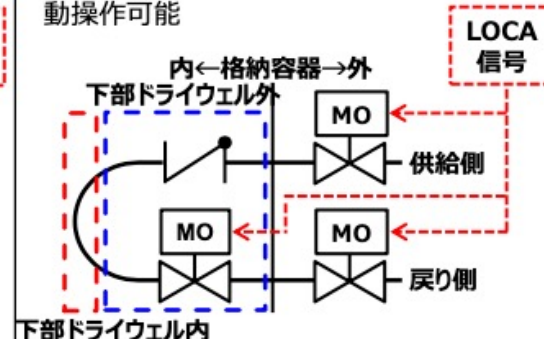 動操作可能
LOCA
信号
内←格納容器→外
下部ドライウェル外
MO
供給側
MO
MO
戻り側
下部ドライウェル内